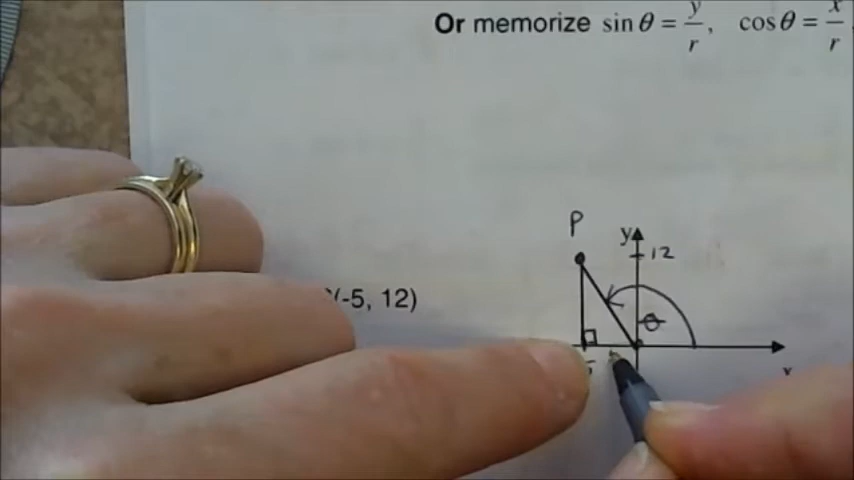 Or memorize sin θ = y/r, cos θ = x/r
P
y
12
(-5, 12)
θ